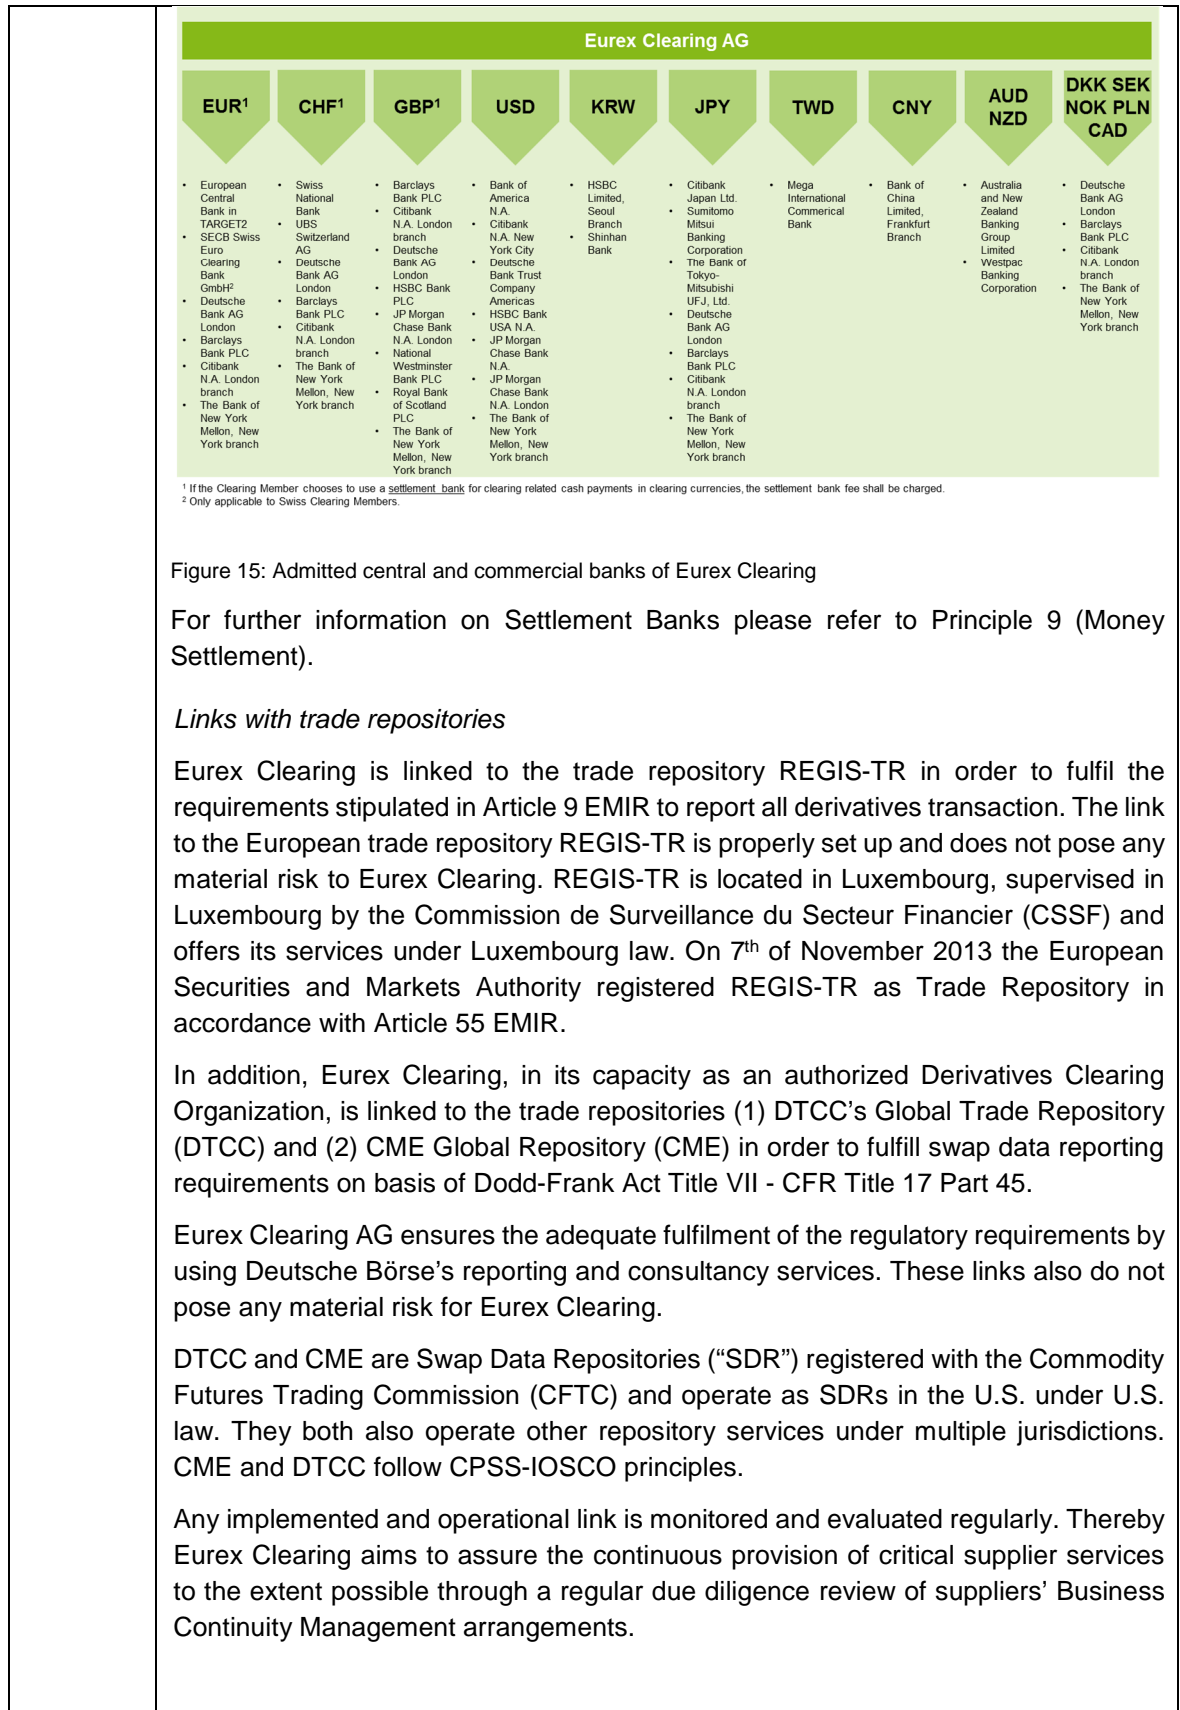 Eurex Clearing AG
EUR¹
CHF¹
GBP¹
USD
KRW
JPY
TWD
CNY
AUD
NZD
DKK SEK
NOK PLN
CAD
• European
Central
Bank in
TARGET2
• SECB Swiss
Euro
Clearing
Bank
GmbH²
• Deutsche
Bank AG
London
• Barclays
Bank PLC
• Citibank
N.A. London
branch
• The Bank of
New York
Mellon, New
York branch
• Swiss
National
Bank
• UBS
Switzerland
AG
• Deutsche
Bank AG
London
• Barclays
Bank PLC
• Citibank
N.A. London
branch
• The Bank of
New York
Mellon, New
York branch
• Barclays
Bank PLC
• Citibank
N.A. London
branch
• Deutsche
Bank AG
London
• HSBC Bank
PLC
• JP Morgan
Chase Bank
N.A. London
• National
Westminster
Bank PLC
• Royal Bank
of Scotland
PLC
• The Bank of
New York
Mellon, New
York branch
• Bank of
America
N.A.
• Citibank
N.A. New
York City
• Deutsche
Bank Trust
Company
Americas
• HSBC Bank
USA N.A.
• JP Morgan
Chase Bank
N.A.
• JP Morgan
Chase Bank
N.A. London
• The Bank of
New York
Mellon, New
York branch
• HSBC
Limited,
Seoul
Branch
• Shinhan
Bank
• Citibank
Japan Ltd.
• Sumitomo
Mitsui
Banking
Corporation
• The Bank of
Tokyo-
Mitsubishi
UFJ, Ltd.
• Deutsche
Bank AG
London
• Barclays
Bank PLC
• Citibank
N.A. London
branch
• The Bank of
New York
Mellon, New
York branch
• Mega
International
Commerical
Bank
• Bank of
China
Limited,
Frankfurt
Branch
• Australia
and New
Zealand
Banking
Group
Limited
• Westpac
Banking
Corporation
• Deutsche
Bank AG
London
• Barclays
Bank PLC
• Citibank
N.A. London
branch
• The Bank of
New York
Mellon, New
York branch
¹ If the Clearing Member chooses to use a settlement bank for clearing related cash payments in clearing currencies, the settlement bank fee shall be charged.
² Only applicable to Swiss Clearing Members.
Figure 15: Admitted central and commercial banks of Eurex Clearing
For further information on Settlement Banks please refer to Principle 9 (Money
Settlement).
Links with trade repositories
Eurex Clearing is linked to the trade repository REGIS-TR in order to fulfil the
requirements stipulated in Article 9 EMIR to report all derivatives transaction. The link
to the European trade repository REGIS-TR is properly set up and does not pose any
material risk to Eurex Clearing. REGIS-TR is located in Luxembourg, supervised in
Luxembourg by the Commission de Surveillance du Secteur Financier (CSSF) and
offers its services under Luxembourg law. On 7th of November 2013 the European
Securities and Markets Authority registered REGIS-TR as Trade Repository in
accordance with Article 55 EMIR.
In addition, Eurex Clearing, in its capacity as an authorized Derivatives Clearing
Organization, is linked to the trade repositories (1) DTCC’s Global Trade Repository
(DTCC) and (2) CME Global Repository (CME) in order to fulfill swap data reporting
requirements on basis of Dodd-Frank Act Title VII - CFR Title 17 Part 45.
Eurex Clearing AG ensures the adequate fulfilment of the regulatory requirements by
using Deutsche Börse’s reporting and consultancy services. These links also do not
pose any material risk for Eurex Clearing.
DTCC and CME are Swap Data Repositories (“SDR”) registered with the Commodity
Futures Trading Commission (CFTC) and operate as SDRs in the U.S. under U.S.
law. They both also operate other repository services under multiple jurisdictions.
CME and DTCC follow CPSS-IOSCO principles.
Any implemented and operational link is monitored and evaluated regularly. Thereby
Eurex Clearing aims to assure the continuous provision of critical supplier services
to the extent possible through a regular due diligence review of suppliers’ Business
Continuity Management arrangements.